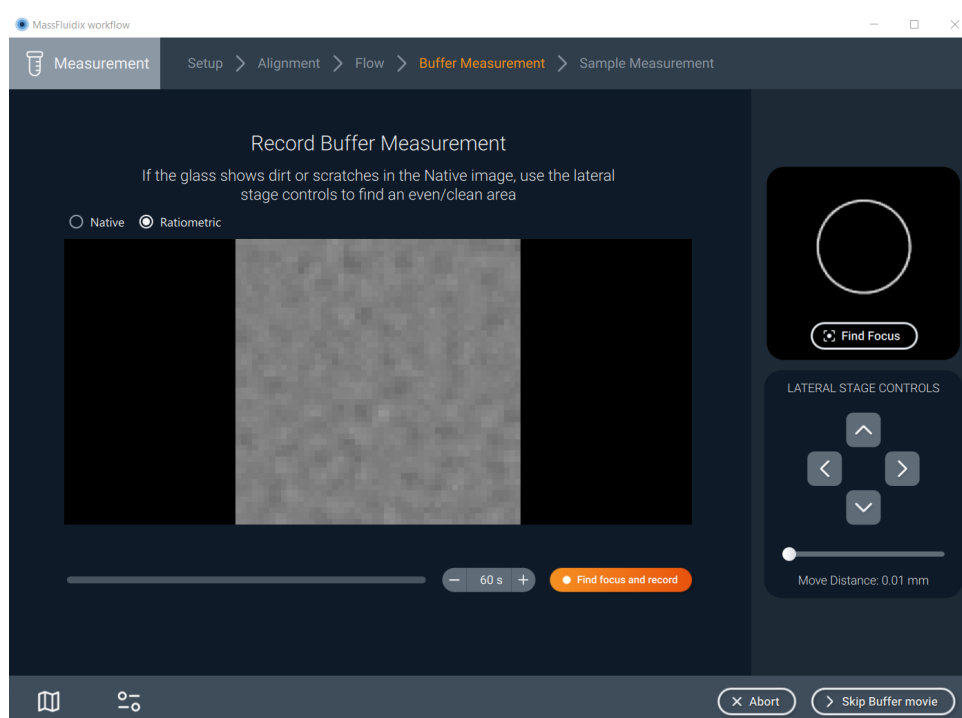 MassFluidix workflow
Measurement
Setup
Alignment
Flow
Buffer Measurement
Sample Measurement
Record Buffer Measurement
If the glass shows dirt or scratches in the Native image, use the lateral
stage controls to find an even/clean area
Native
Ratiometric
Find Focus
LATERAL STAGE CONTROLS
60 s
Find focus and record
Move Distance: 0.01 mm
Abort
Skip Buffer movie